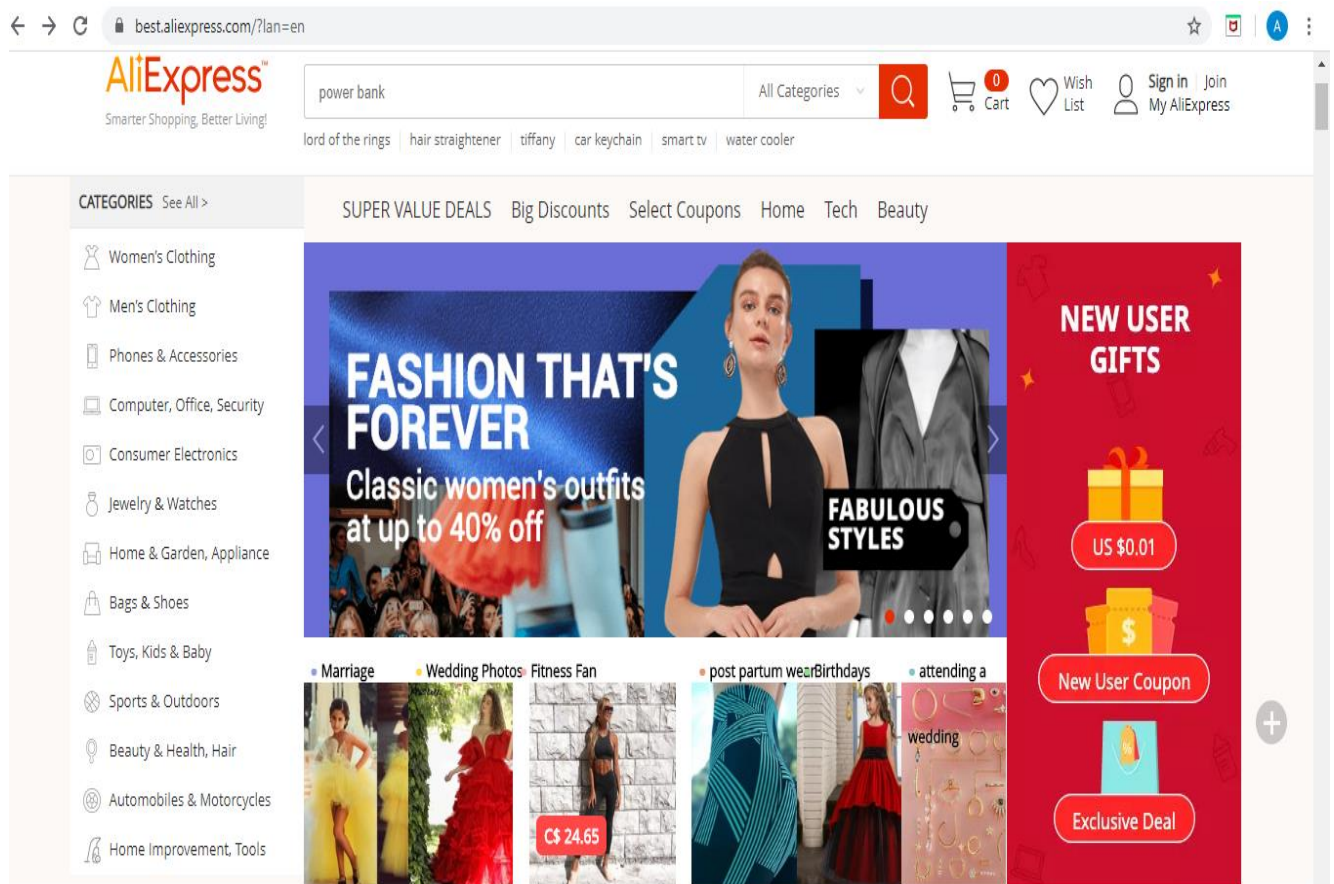 best.aliexpress.com/?lan=en
A
AliExpress™
Smarter Shopping, Better Living!
power bank
All Categories
0
Cart
Wish
List
Sign in | Join
My AliExpress
lord of the rings | hair straightener | tiffany | car keychain | smart tv | water cooler
CATEGORIES See All >
SUPER VALUE DEALS Big Discounts Select Coupons Home Tech Beauty
Women's Clothing
Men's Clothing
Phones & Accessories
Computer, Office, Security
Consumer Electronics
Jewelry & Watches
Home & Garden, Appliance
Bags & Shoes
Toys, Kids & Baby
Sports & Outdoors
Beauty & Health, Hair
Automobiles & Motorcycles
Home Improvement, Tools
FASHION THAT'S
FOREVER
Classic women's outfits
at up to 40% off
FABULOUS
STYLES
NEW USER
GIFTS
US $0.01
$
New User Coupon
%
Exclusive Deal
Marriage
Wedding Photos
Fitness Fan
post partum wear
Birthdays
attending a
wedding
C$ 24.65